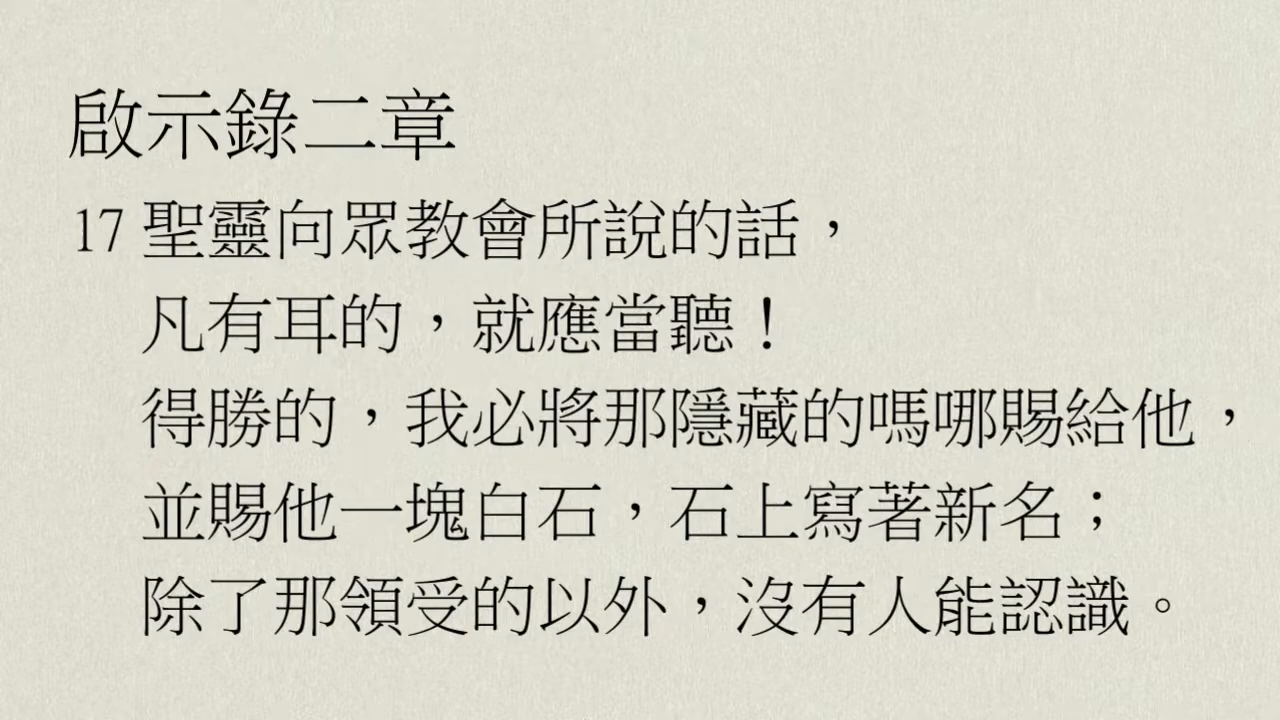 啟示錄二章
17 聖靈向眾教會所說的話，
凡有耳的，就應當聽！
得勝的，我必將那隱藏的嗎哪賜給他，
並賜他一塊白石，石上寫著新名；
除了那領受的以外，沒有人能認識。